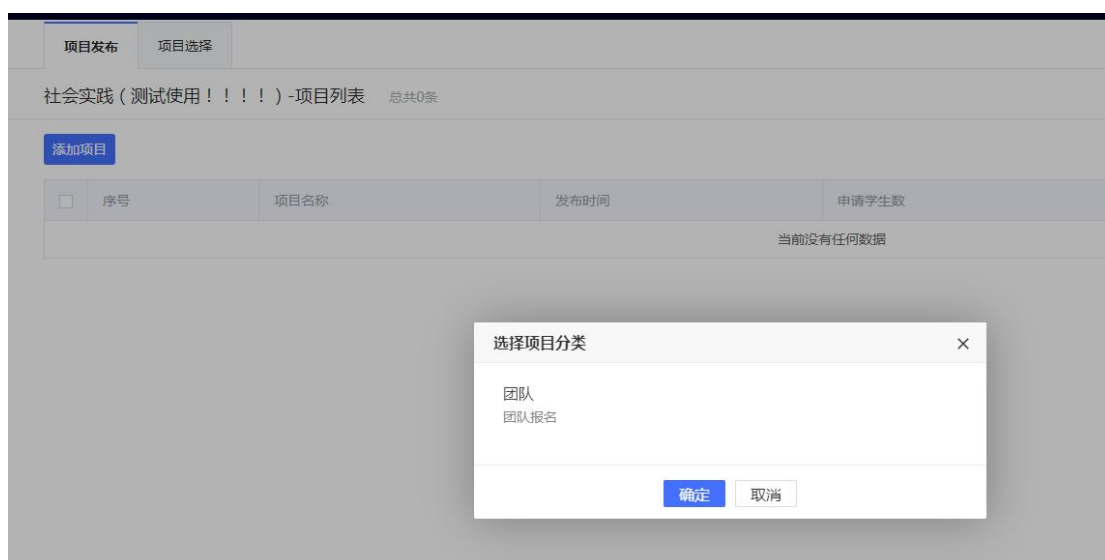 项目发布 项目选择
社会实践（测试使用！！！！）-项目列表 总共0条
添加项目
序号 项目名称 发布时间 申请学生数
当前没有任何数据
选择项目分类
团队
团队报名
确定 取消